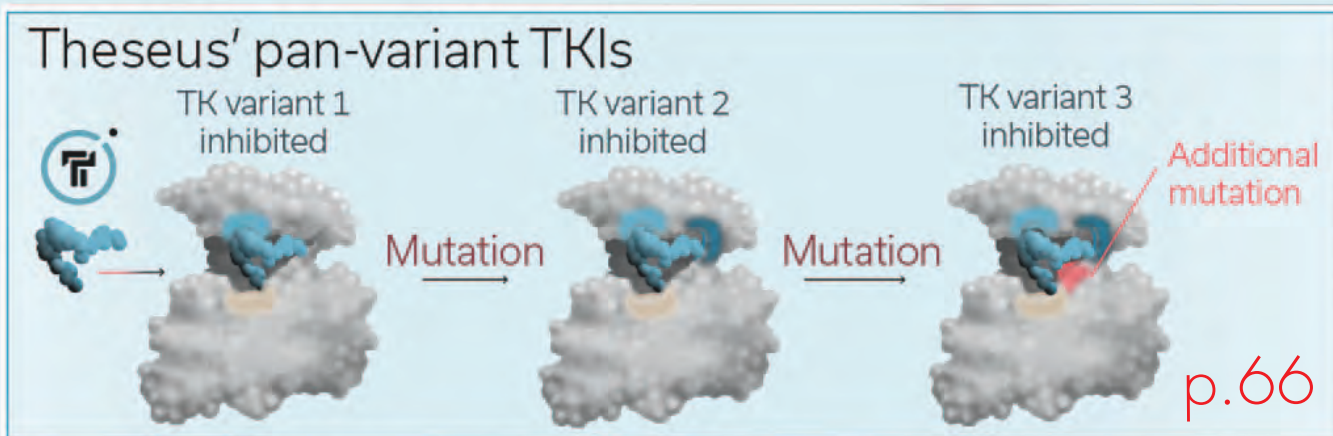 Theseus' pan-variant TKIs
TK variant 1
inhibited
Mutation
TK variant 2
inhibited
Mutation
TK variant 3
inhibited
Additional
mutation
p.66